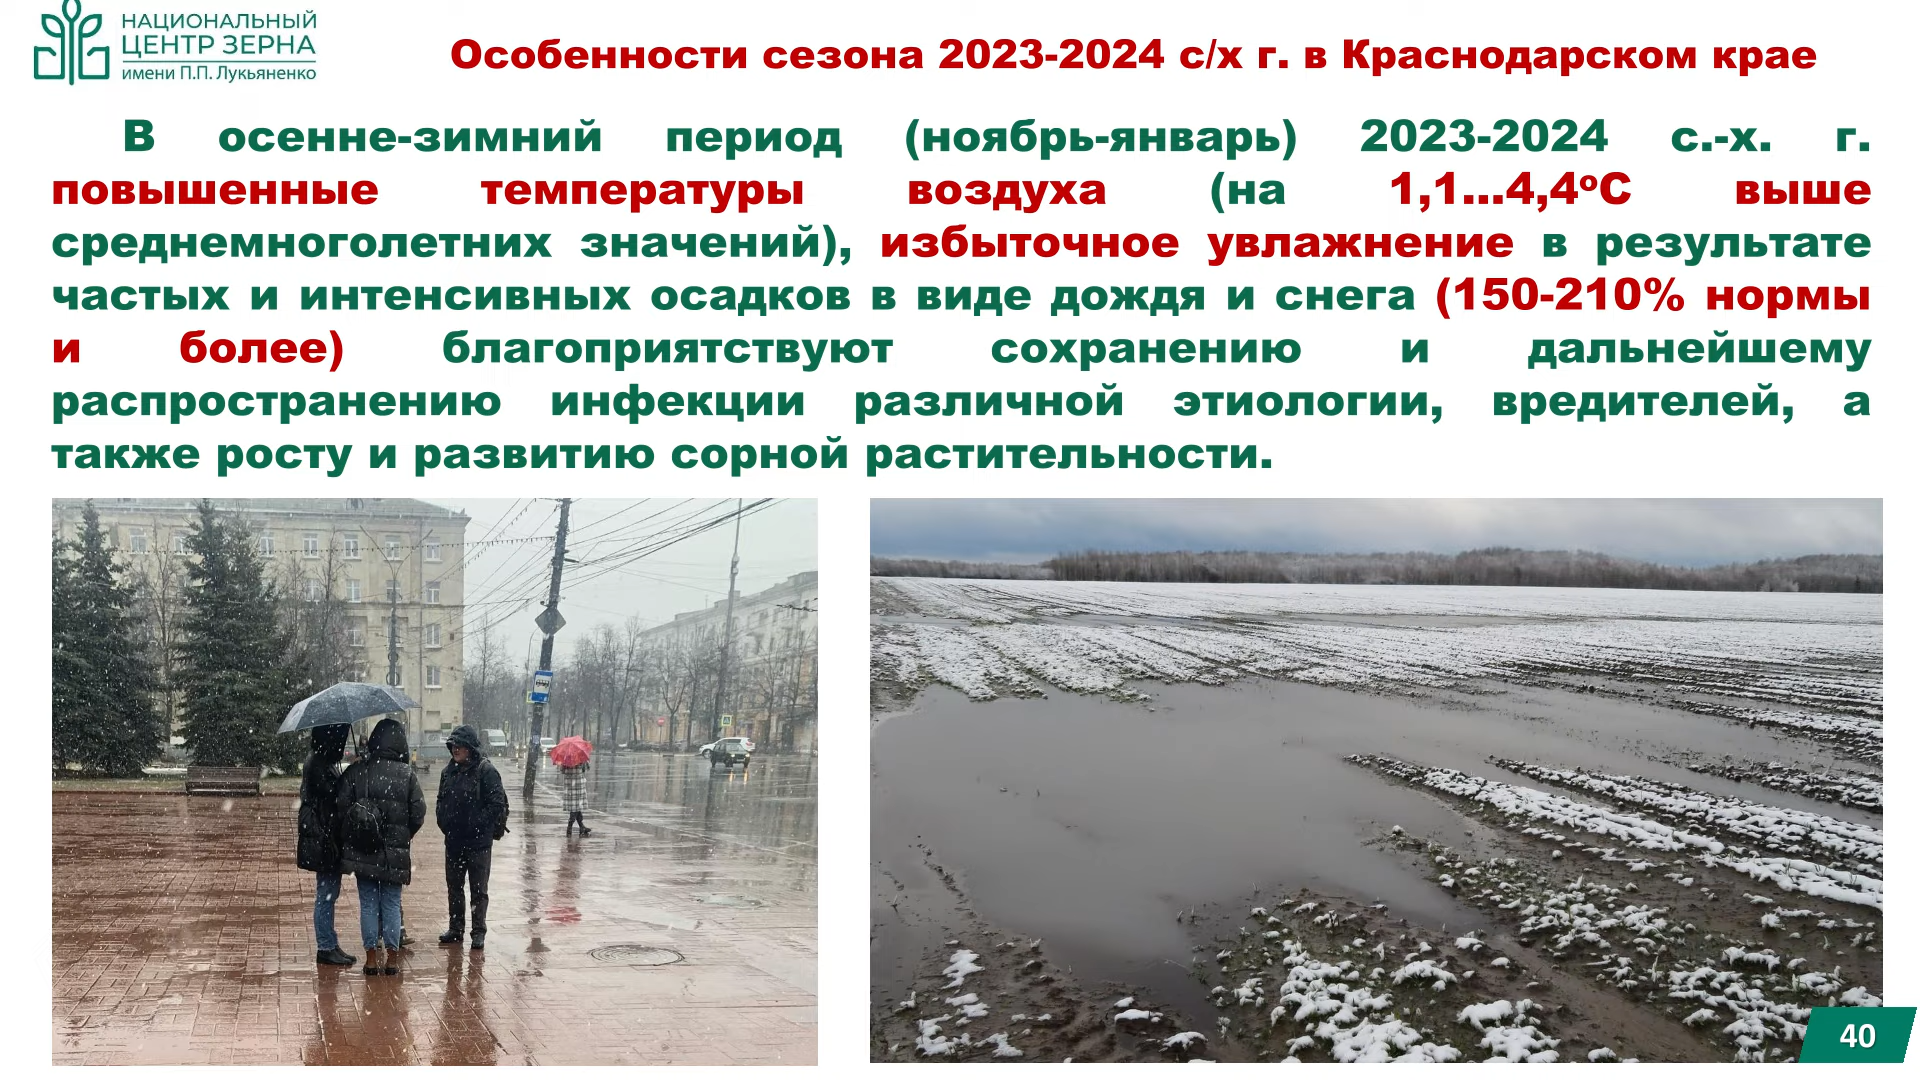 НАЦИОНАЛЬНЫЙ
ЦЕНТР ЗЕРНА
имени П.П. Лукьяненко
Особенности сезона 2023-2024 с/х г. в Краснодарском крае
В осенне-зимний период (ноябрь-январь) 2023-2024 с.-х. г.
повышенные температуры воздуха (на 1,1...4,4ºС выше
среднемноголетних значений), избыточное увлажнение в результате
частых и интенсивных осадков в виде дождя и снега (150-210% нормы
и более) благоприятствуют сохранению и дальнейшему
распространению инфекции различной этиологии, вредителей, а
также росту и развитию сорной растительности.
40